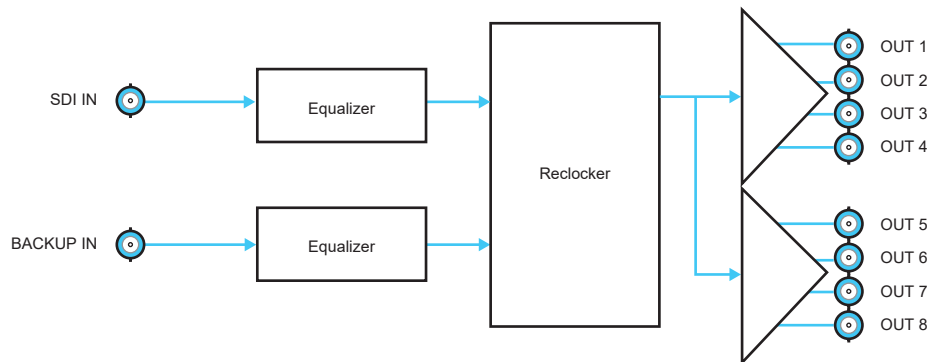 SDI IN
Equalizer
BACKUP IN
Equalizer
Reclocker
OUT 1
OUT 2
OUT 3
OUT 4
OUT 5
OUT 6
OUT 7
OUT 8